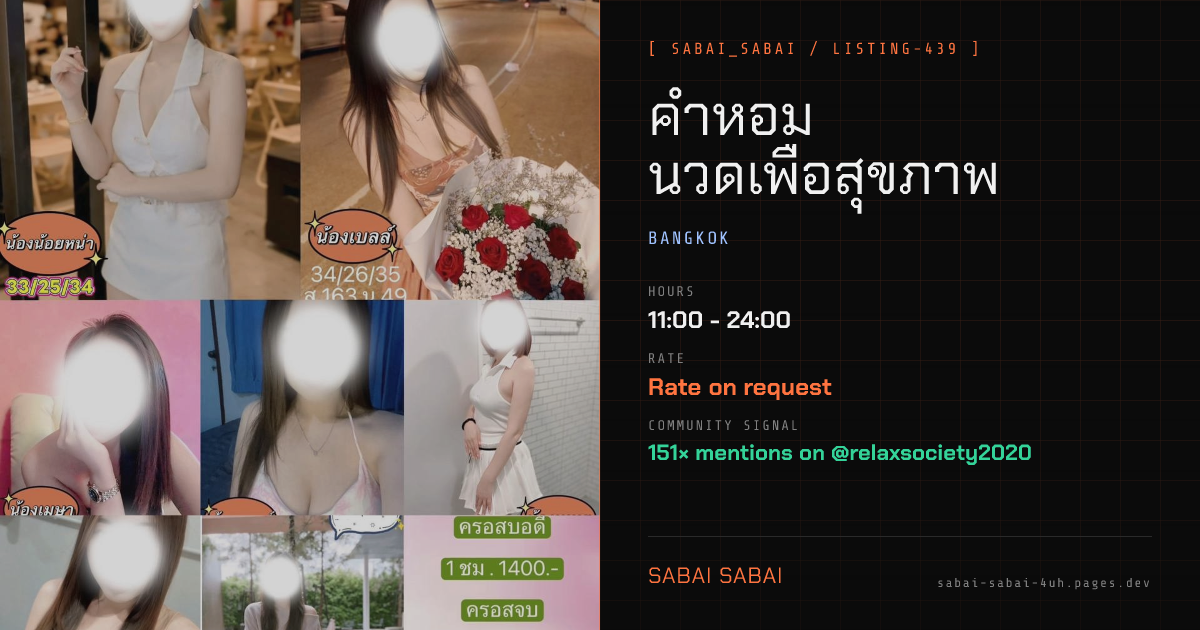 น้องน้อยหน่า
33/25/34
น้องเบลล์
34/26/35
ส 163 น 49
น้องเมษา
ครอสบอดี้
1 ชม . 1400.-
ครอสจบ
[ SABAI_SABAI / LISTING-439 ]
คำหอม
นวดเพื่อสุขภาพ
BANGKOK
HOURS
11:00 - 24:00
RATE
Rate on request
COMMUNITY SIGNAL
151× mentions on @relaxsociety2020
SABAI SABAI
sabai-sabai-4uh.pages.dev